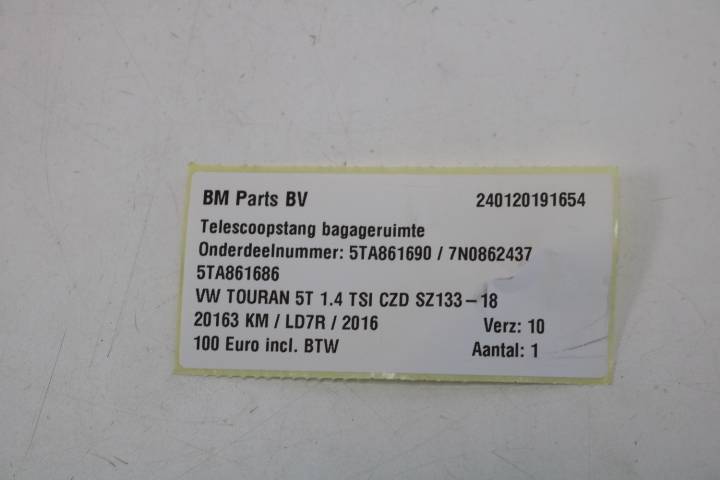 BM Parts BV 240120191654
Telescoopstang bagageruimte
Onderdeelnummer: 5TA861690 / 7N0862437
5TA861686
VW TOURAN 5T 1.4 TSI CZD SZ133-18
20163 KM / LD7R / 2016 Verz: 10
100 Euro incl. BTW Aantal: 1